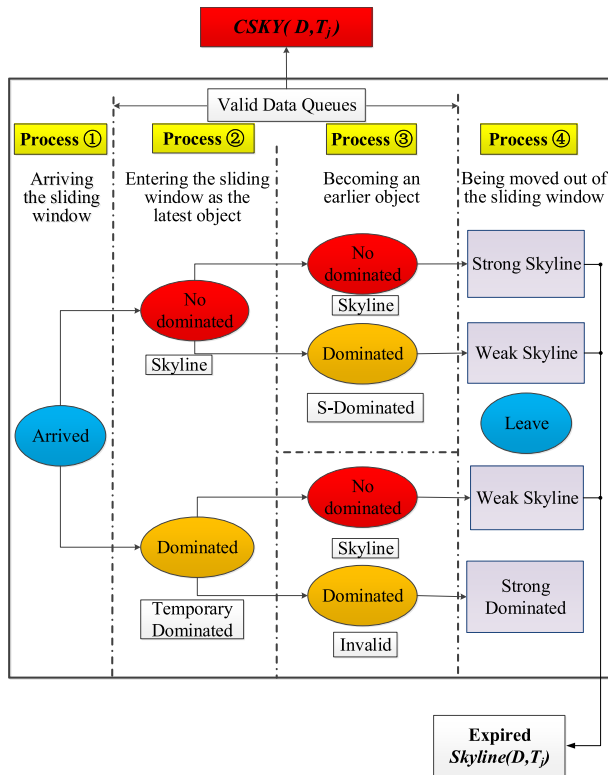 CSKY(D,Tj)
Valid Data Queues
Process ①
Process ②
Process ③
Process ④
Arriving
the sliding
window
Entering the sliding
window as the
latest object
Becoming an
earlier object
Being moved out of
the sliding window
No
dominated
Skyline
No
dominated
Skyline
Strong Skyline
Dominated
S-Dominated
Weak Skyline
Arrived
Leave
Dominated
Temporary
Dominated
No
dominated
Skyline
Weak Skyline
Dominated
Invalid
Strong
Dominated
Expired
Skyline(D,Tj)